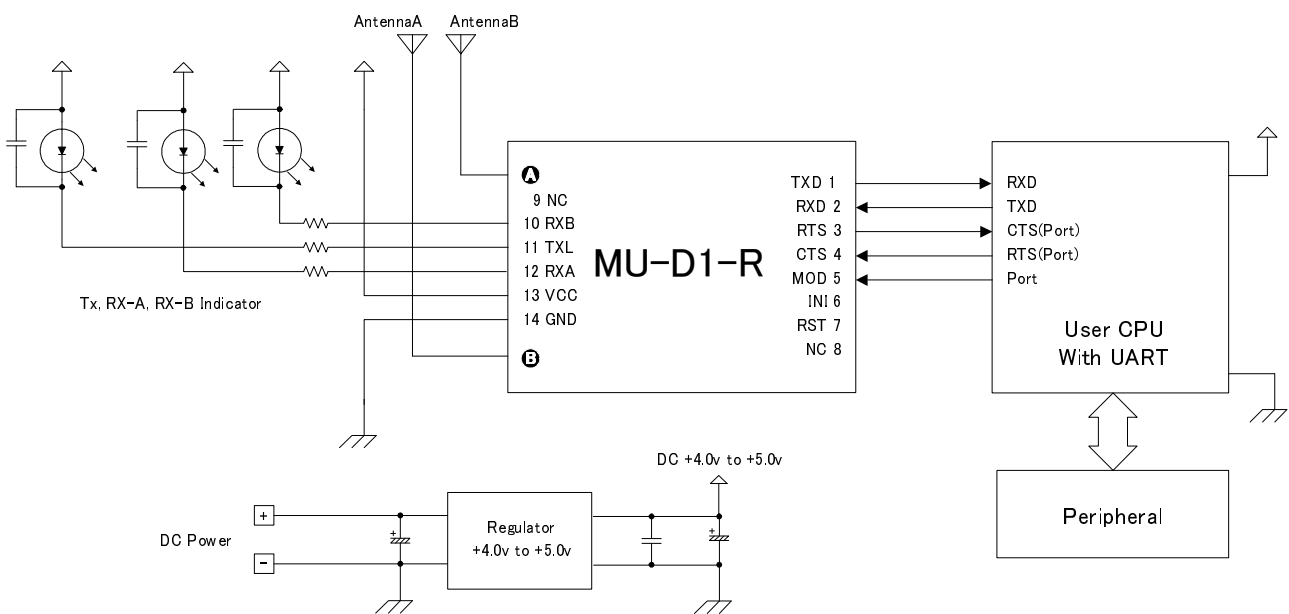 AntennaA
AntennaB
A
9 NC
10 RXB
11 TXL
12 RXA
13 VCC
14 GND
B
MU-D1-R
TXD 1
RXD 2
RTS 3
CTS 4
MOD 5
INI 6
RST 7
NC 8
RXD
TXD
CTS(Port)
RTS(Port)
Port
User CPU
With UART
Peripheral
Tx, RX-A, RX-B Indicator
DC Power
+
-
+
Regulator
+4.0v to +5.0v
DC +4.0v to +5.0v
+